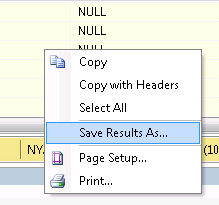 NULL
NULL
NULL
Copy
Copy with Headers
Select All
Save Results As...
NY
(10
Page Setup...
Print...